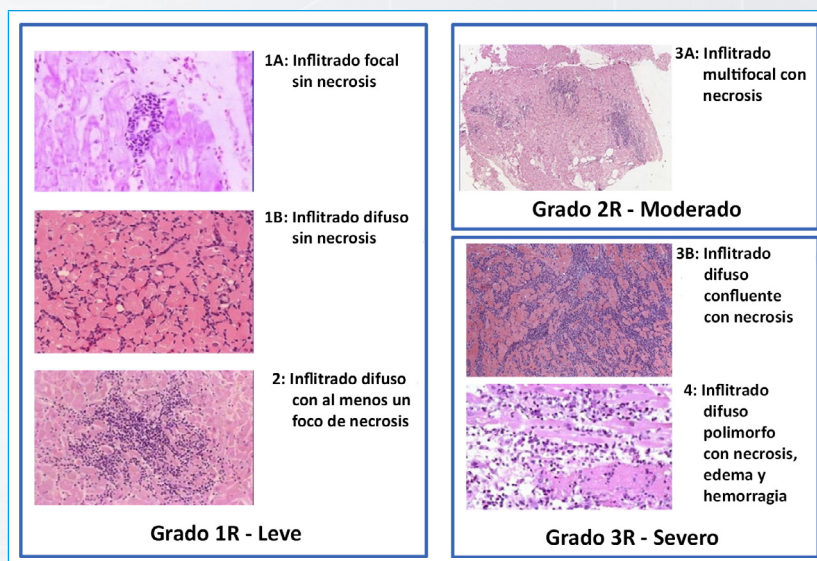 1A: Inflitrado focal
sin necrosis
1B: Inflitrado difuso
sin necrosis
2: Inflitrado difuso
con al menos un
foco de necrosis
Grado 1R - Leve
3A: Inflitrado
multifocal con
necrosis
Grado 2R - Moderado
3B: Inflitrado
difuso
confluente
con necrosis
4: Inflitrado
difuso
polimorfo
con necrosis,
edema y
hemorragia
Grado 3R - Severo